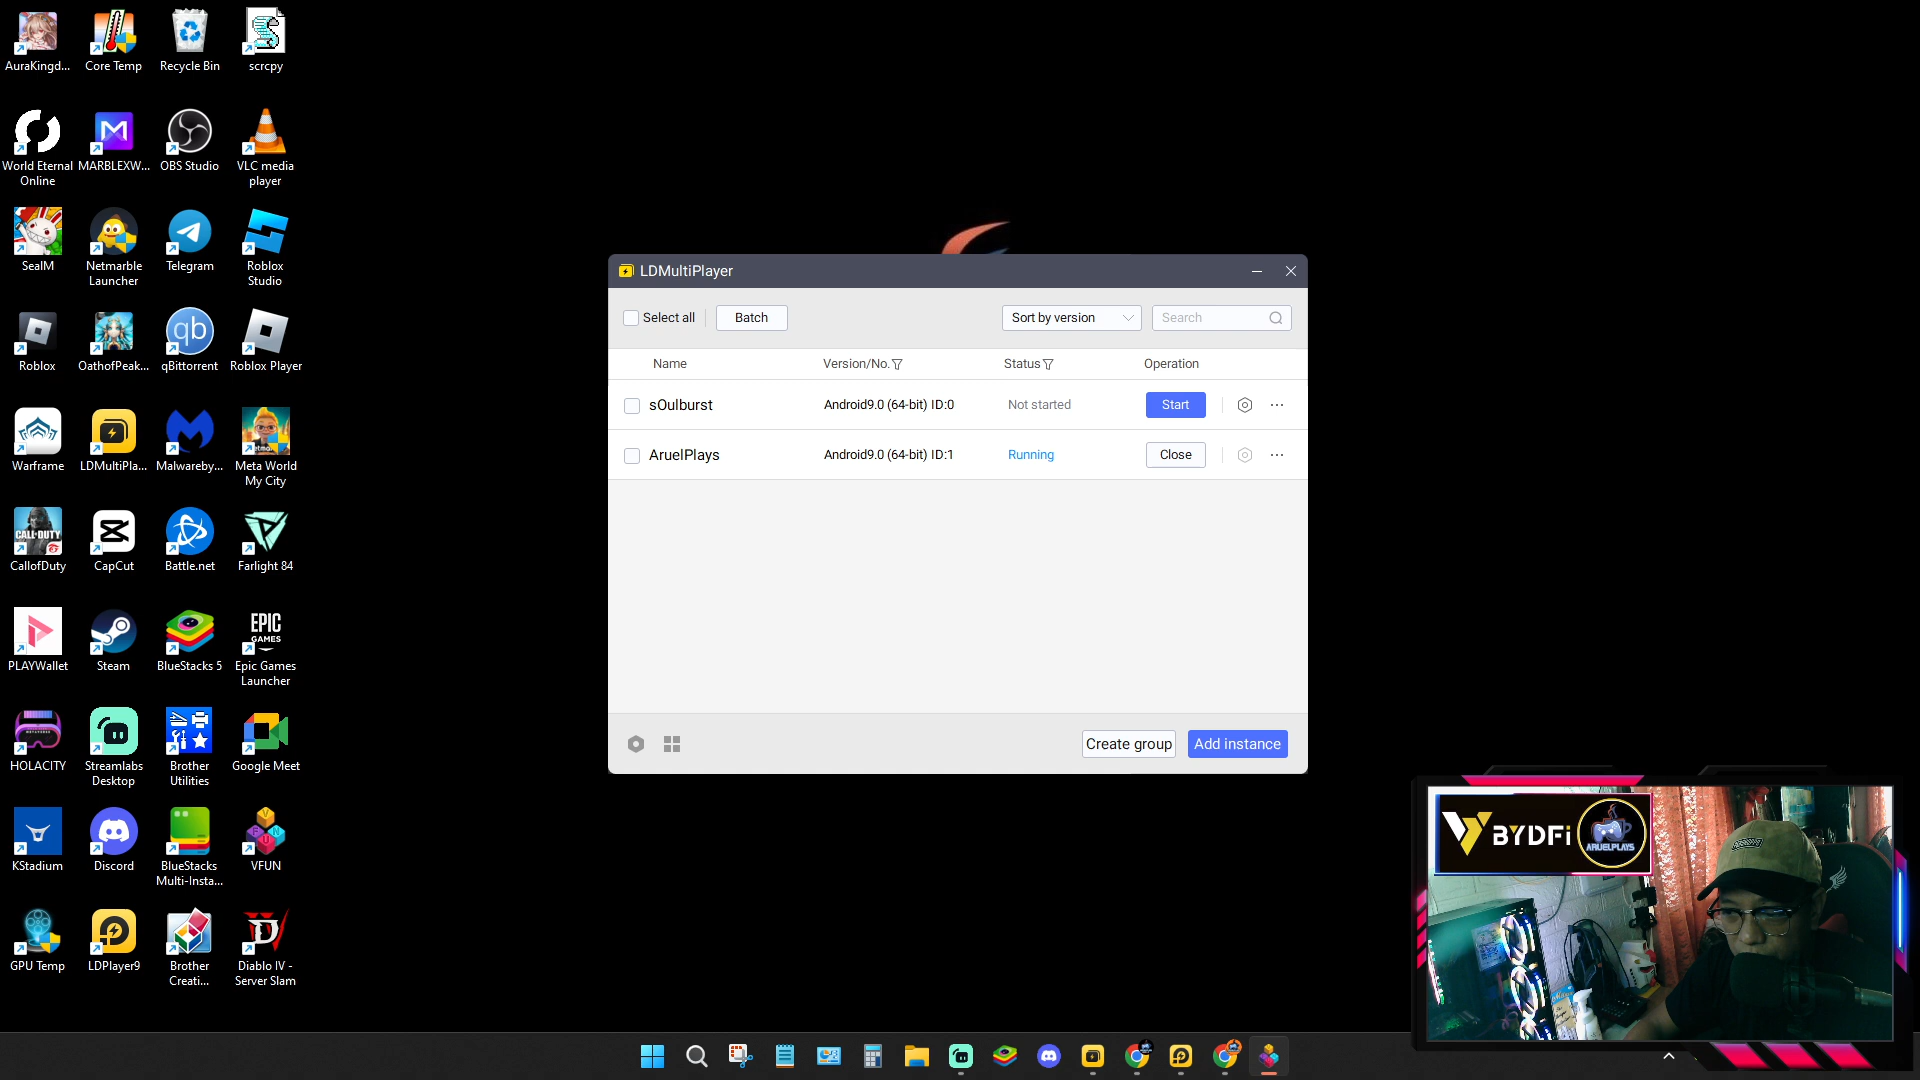 AuraKingd...
Core Temp
Recycle Bin
scrcpy
World Eternal
Online
MARBLEXW...
OBS Studio
VLC media
player
SealM
Netmarble
Launcher
Telegram
Roblox
Studio
Roblox
OathofPeak...
qBittorrent
Roblox Player
Warframe
LDMultiPla...
Malwareby...
Meta World
My City
CALL·DUTY
CallofDuty
CapCut
Battle.net
Farlight 84
EPIC
GAMES
PLAYWallet
Steam
BlueStacks 5
Epic Games
Launcher
HOLACITY
Streamlabs
Desktop
Brother
Utilities
Google Meet
KStadium
Discord
BlueStacks
Multi-Insta...
VFUN
GPU Temp
LDPlayer9
Brother
Creati...
Diablo IV -
Server Slam
LDMultiPlayer
Select all
Batch
Sort by version
Search
Name
Version/No.
Status
Operation
sOulburst
Android9.0 (64-bit) ID:0
Not started
Start
AruelPlays
Android9.0 (64-bit) ID:1
Running
Close
Create group
Add instance
BYDFi
ARUELPLAYS